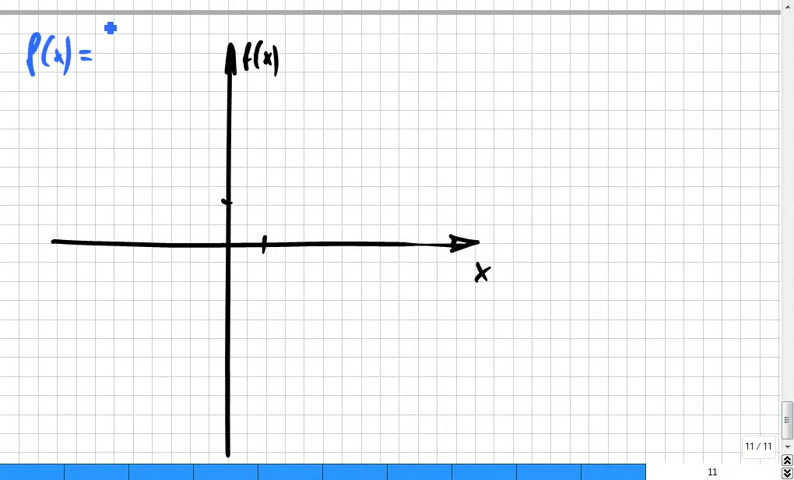 f(x) =
f(x)
x
11 / 11
11